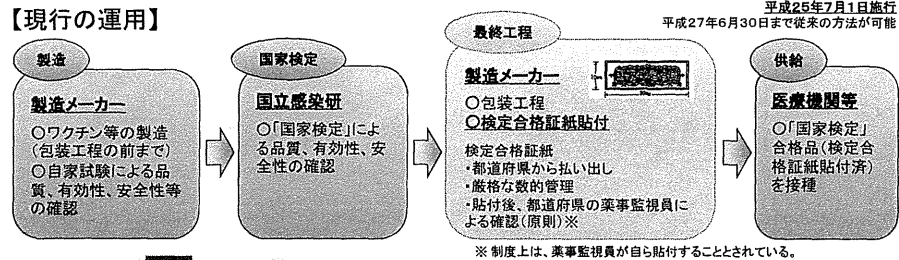 【現行の運用】
平成25年7月1日施行
平成27年6月30日まで従来の方法が可能
製造
製造メーカー
○ワクチン等の製造
(包装工程の前まで)
○自家試験による品
質、有効性、安全性等
の確認
国家検定
国立感染研
○「国家検定」によ
る品質、有効性、安
全性の確認
最終工程
製造メーカー
○包装工程
○検定合格証紙貼付
検定合格証紙
・都道府県から払い出し
・厳格な数的管理
・貼付後、都道府県の薬事監視員に
よる確認(原則)※
供給
医療機関等
○「国家検定」
合格品(検定合
格証紙貼付済)
を接種
※ 制度上は、薬事監視員が自ら貼付することとされている。